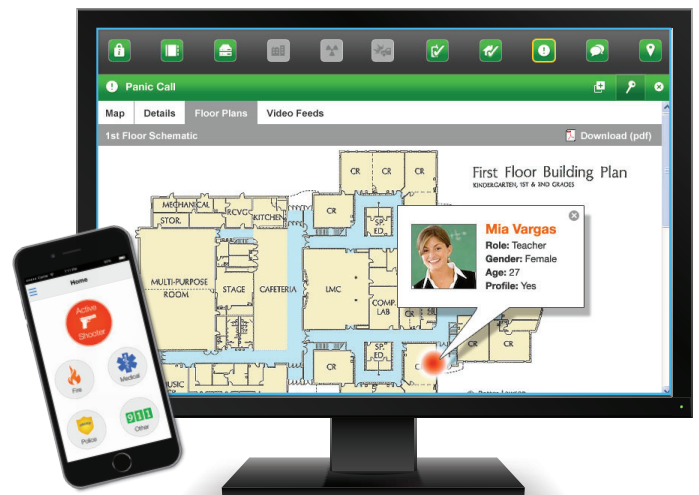 Panic Call
Map Details Floor Plans Video Feeds
1st Floor Schematic Download (pdf)
First Floor Building Plan
KINDERGARTEN, 1ST & 2ND GRADES
CR CR CR
MECHANICAL
STOR. RCVG KITCHEN CR
SP. ED. CR
MULTI-PURPOSE ROOM
STAGE
CAFETERIA
LMC
COMP. LAB
CR
CR
SP. ED.
CR CR
Mia Vargas
Role: Teacher
Gender: Female
Age: 27
Profile: Yes
Home
Active
Shooter
Fire
Medical
Police
911
Other